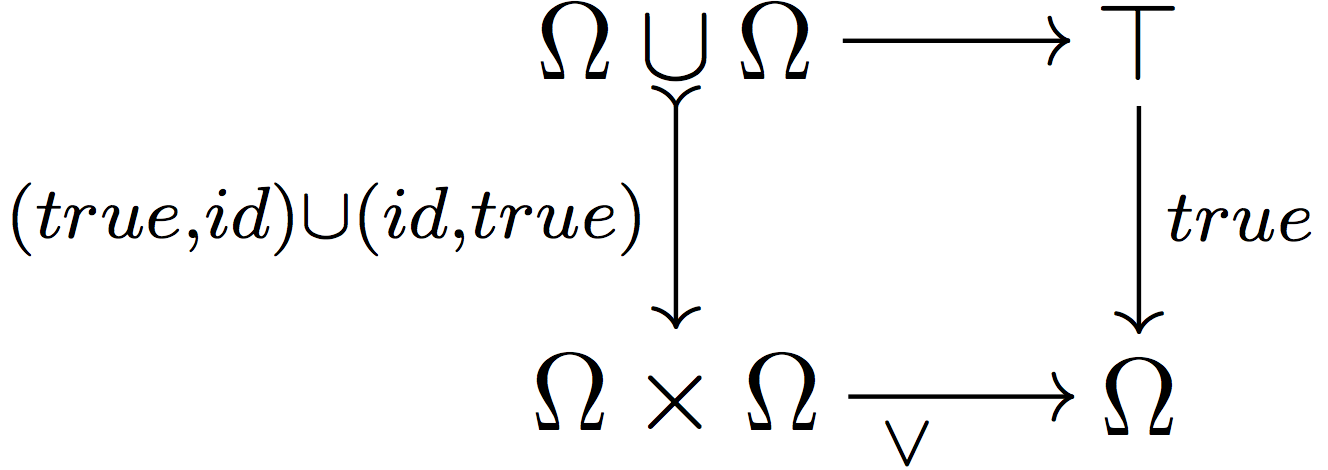 Ω ∪ Ω ⊤
(true,id)∪(id,true) true
Ω × Ω Ω
∨